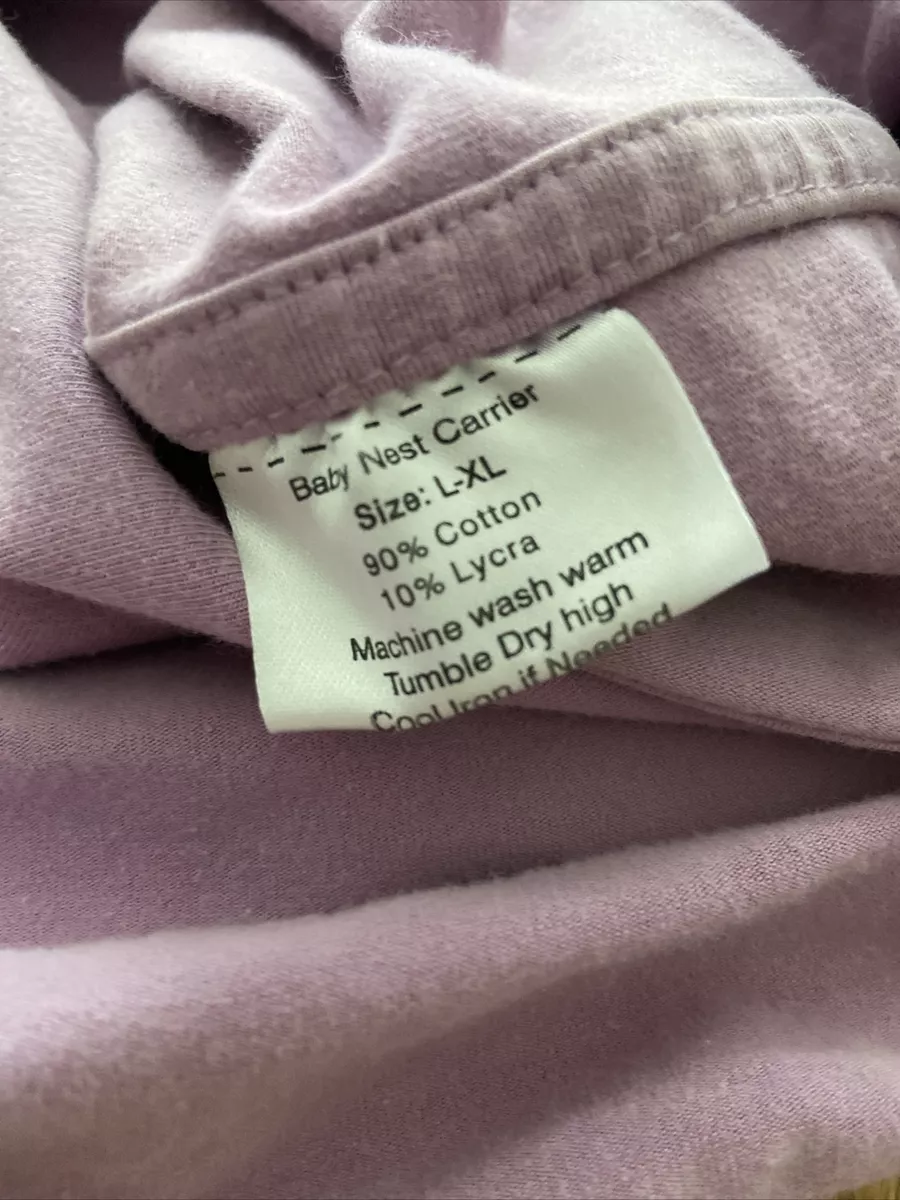 Baby Nest Carrier
Size: L-XL
90% Cotton
10% Lycra
Machine wash warm
Tumble Dry high
Cool Iron if Needed